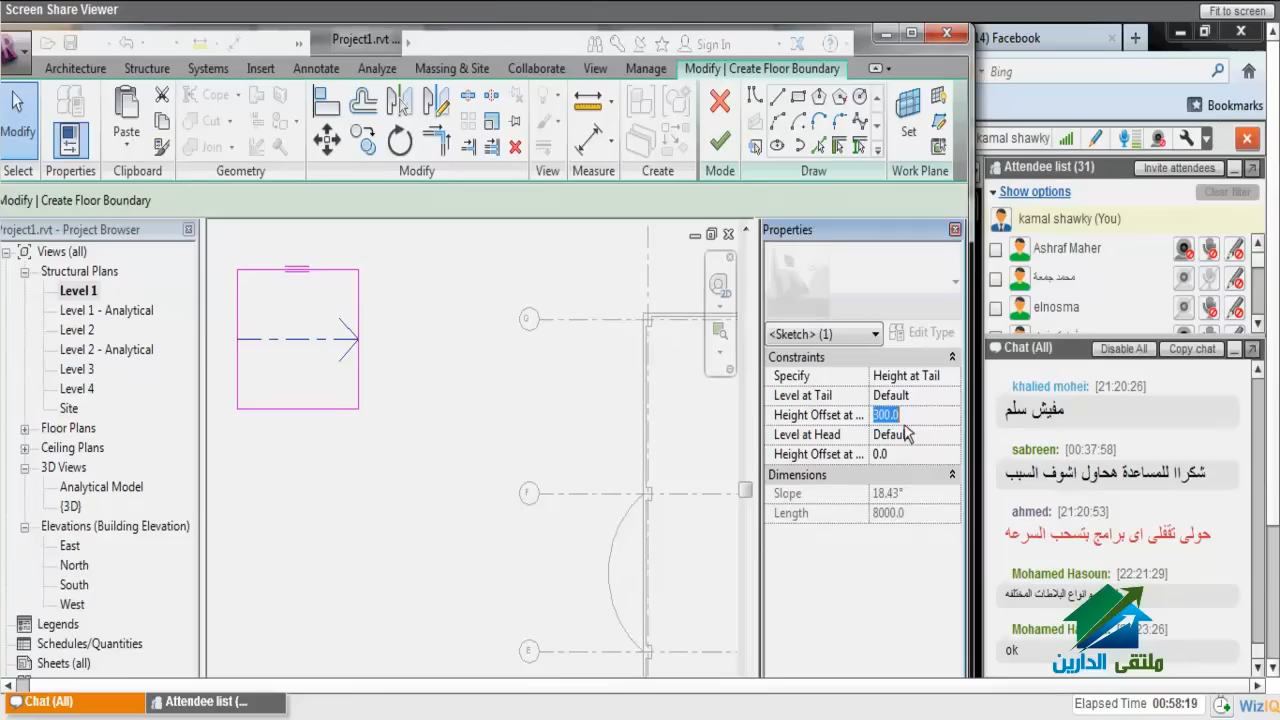 Screen Share Viewer
Fit to screen
Project1.rvt ...
Sign In
14) Facebook
Architecture
Structure
Systems
Insert
Annotate
Analyze
Massing & Site
Collaborate
View
Manage
Modify | Create Floor Boundary
Bing
Bookmarks
Modify
Paste
Cope
Cut
Join
Set
kamal shawky
Select
Properties
Clipboard
Geometry
Modify
View
Measure
Create
Mode
Draw
Work Plane
Attendee list (31)
Invite attendees
Show options
Clear filter
Modify | Create Floor Boundary
kamal shawky (You)
Project1.rvt - Project Browser
Properties
Views (all)
Structural Plans
Level 1
Level 1 - Analytical
Level 2
Level 2 - Analytical
Level 3
Level 4
Site
Floor Plans
Ceiling Plans
3D Views
Analytical Model
{3D}
Elevations (Building Elevation)
East
North
South
West
Legends
Schedules/Quantities
Sheets (all)
2D
G
F
E
<Sketch> (1)
Edit Type
Constraints
Specify
Height at Tail
Level at Tail
Default
Height Offset at ...
300.0
Level at Head
Default
Height Offset at ...
0.0
Dimensions
Slope
18.43°
Length
8000.0
Ashraf Maher
محمد جمعة
elnosma
Chat (All)
Disable All
Copy chat
khalied mohei: [21:20:26]
مفيش سلم
sabreen: [00:37:58]
شكراا للمساعدة هحاول اشوف السبب
ahmed: [21:20:53]
حولى تقفلى اى برامج بتسحب السرعه
Mohamed Hasoun: [22:21:29]
و انواع البلاطات المختلفه
23:26]
ok
ملتقى الدارين
Chat (All)
Attendee list (...
Elapsed Time 00:58:19
WizIQ